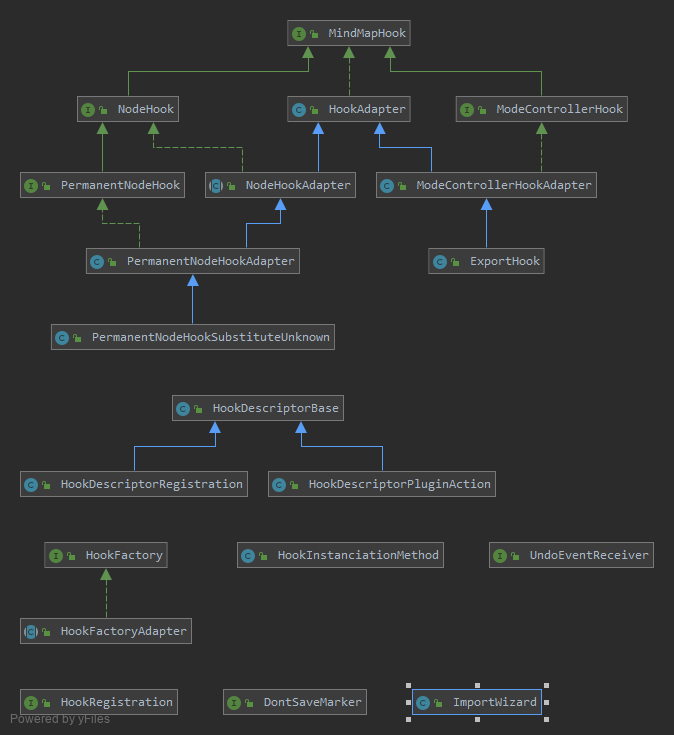 MindMapHook
NodeHook
HookAdapter
ModeControllerHook
PermanentNodeHook
NodeHookAdapter
ModeControllerHookAdapter
PermanentNodeHookAdapter
ExportHook
PermanentNodeHookSubstituteUnknown
HookDescriptorBase
HookDescriptorRegistration
HookDescriptorPluginAction
HookFactory
HookInstanciationMethod
UndoEventReceiver
HookFactoryAdapter
HookRegistration
DontSaveMarker
ImportWizard
Powered by yFiles